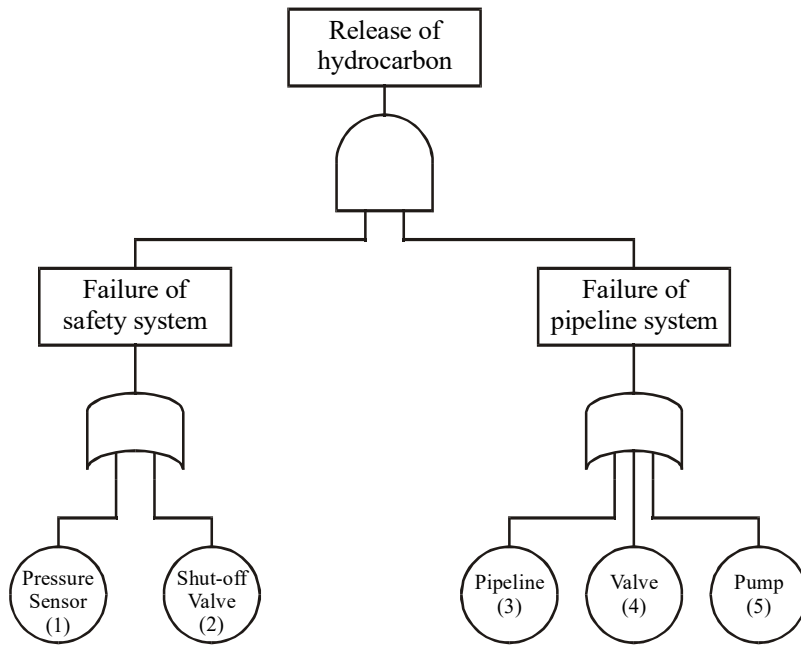 Release of
hydrocarbon
Failure of
safety system
Failure of
pipeline system
Pressure
Sensor
(1)
Shut-off
Valve
(2)
Pipeline
(3)
Valve
(4)
Pump
(5)